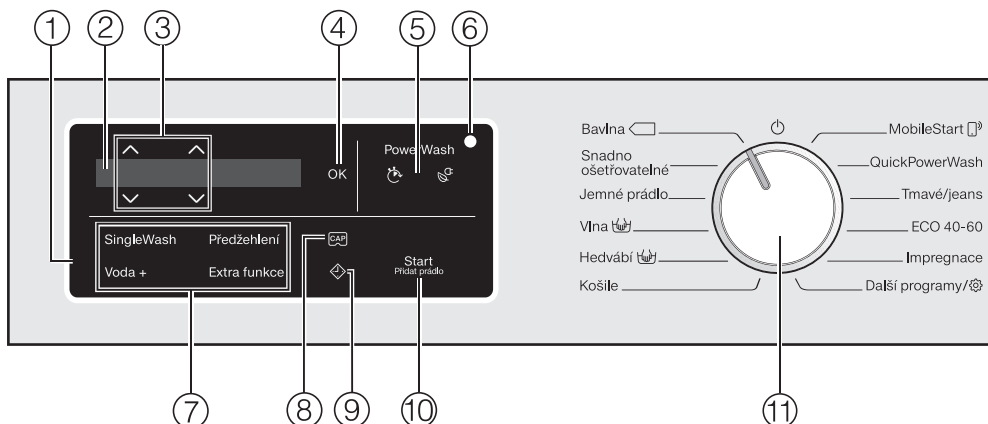 ① ② ③ ④ ⑤ ⑥
PowerWash
OK
SingleWash Předžehlení
CAP
Voda + Extra funkce
Start
Přidat prádlo
Bavlna
Snadno
ošetřovatelné
Jemné prádlo
Vlna
Hedvábí
Košile
MobileStart
QuickPowerWash
Tmavé/jeans
ECO 40-60
Impregnace
Další programy/
⑦ ⑧ ⑨ ⑩ ⑪